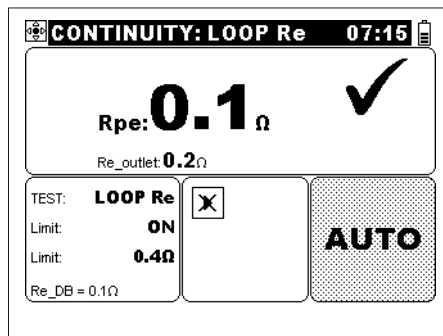 CONTINUITY: LOOP Re 07:15
Rpe: 0.1 Ω
Re_outlet: 0.2Ω
TEST: LOOP Re
Limit: ON
Limit: 0.4Ω
Re_DB = 0.1Ω
AUTO